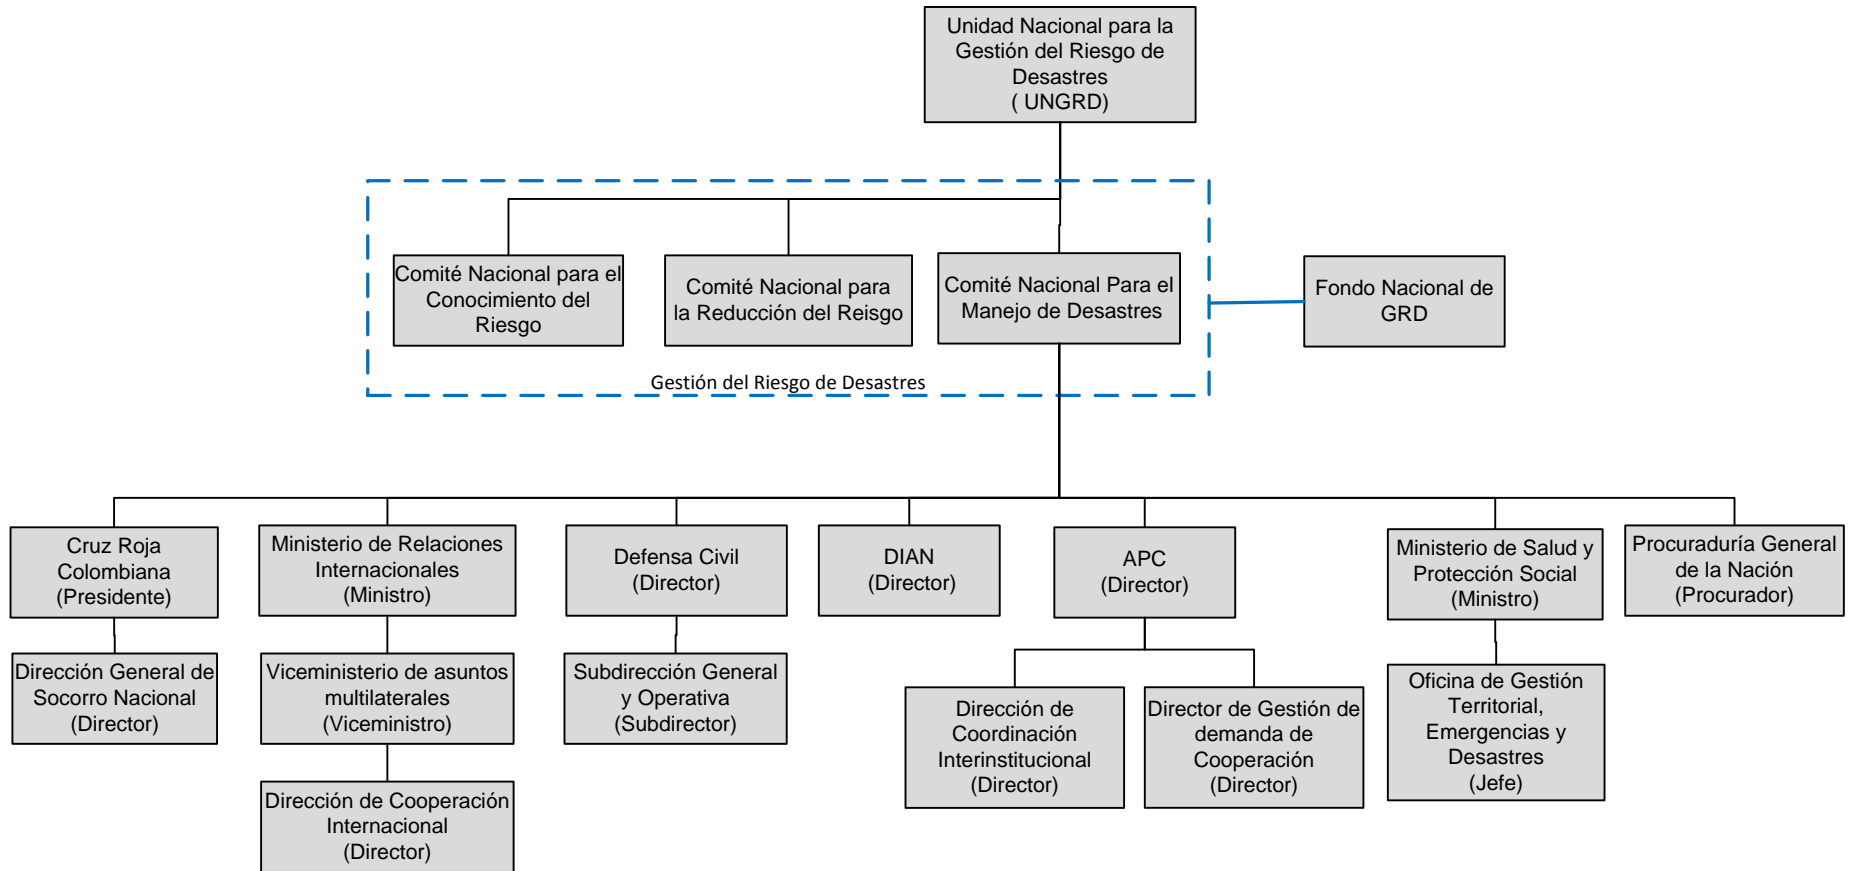 Unidad Nacional para la
Gestión del Riesgo de
Desastres
( UNGRD)
Comité Nacional para el
Conocimiento del
Riesgo
Comité Nacional para
la Reducción del Reisgo
Comité Nacional Para el
Manejo de Desastres
Fondo Nacional de
GRD
Gestión del Riesgo de Desastres
Cruz Roja
Colombiana
(Presidente)
Ministerio de Relaciones
Internacionales
(Ministro)
Defensa Civil
(Director)
DIAN
(Director)
APC
(Director)
Ministerio de Salud y
Protección Social
(Ministro)
Procuraduría General
de la Nación
(Procurador)
Dirección General de
Socorro Nacional
(Director)
Viceministerio de asuntos
multilaterales
(Viceministro)
Subdirección General
y Operativa
(Subdirector)
Dirección de
Coordinación
Interinstitucional
(Director)
Director de Gestión de
demanda de
Cooperación
(Director)
Oficina de Gestión
Territorial,
Emergencias y
Desastres
(Jefe)
Dirección de Cooperación
Internacional
(Director)